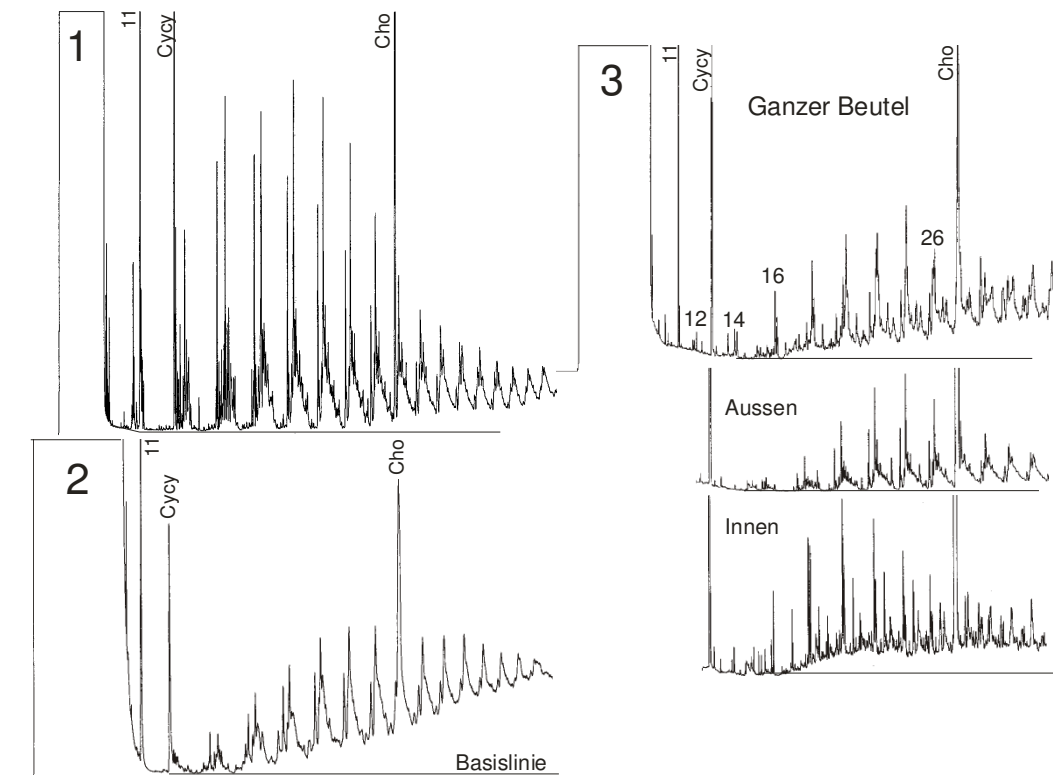 1
11
Cycy
Cho
2
11
Cycy
Cho
Basislinie
3
11
Cycy
Cho
Ganzer Beutel
12
14
16
26
Aussen
Innen